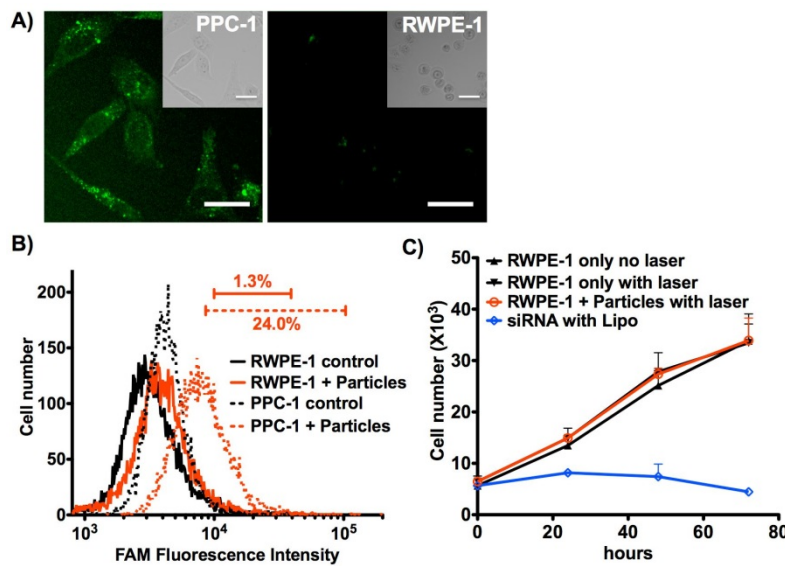 A)
PPC-1
RWPE-1
B)
1.3%
24.0%
RWPE-1 control
RWPE-1 + Particles
PPC-1 control
PPC-1 + Particles
200
150
100
50
0
Cell number
10³
10⁴
10⁵
FAM Fluorescence Intensity
C)
RWPE-1 only no laser
RWPE-1 only with laser
RWPE-1 + Particles with laser
siRNA with Lipo
50
40
30
20
10
0
Cell number (X10³)
0
20
40
60
80
hours